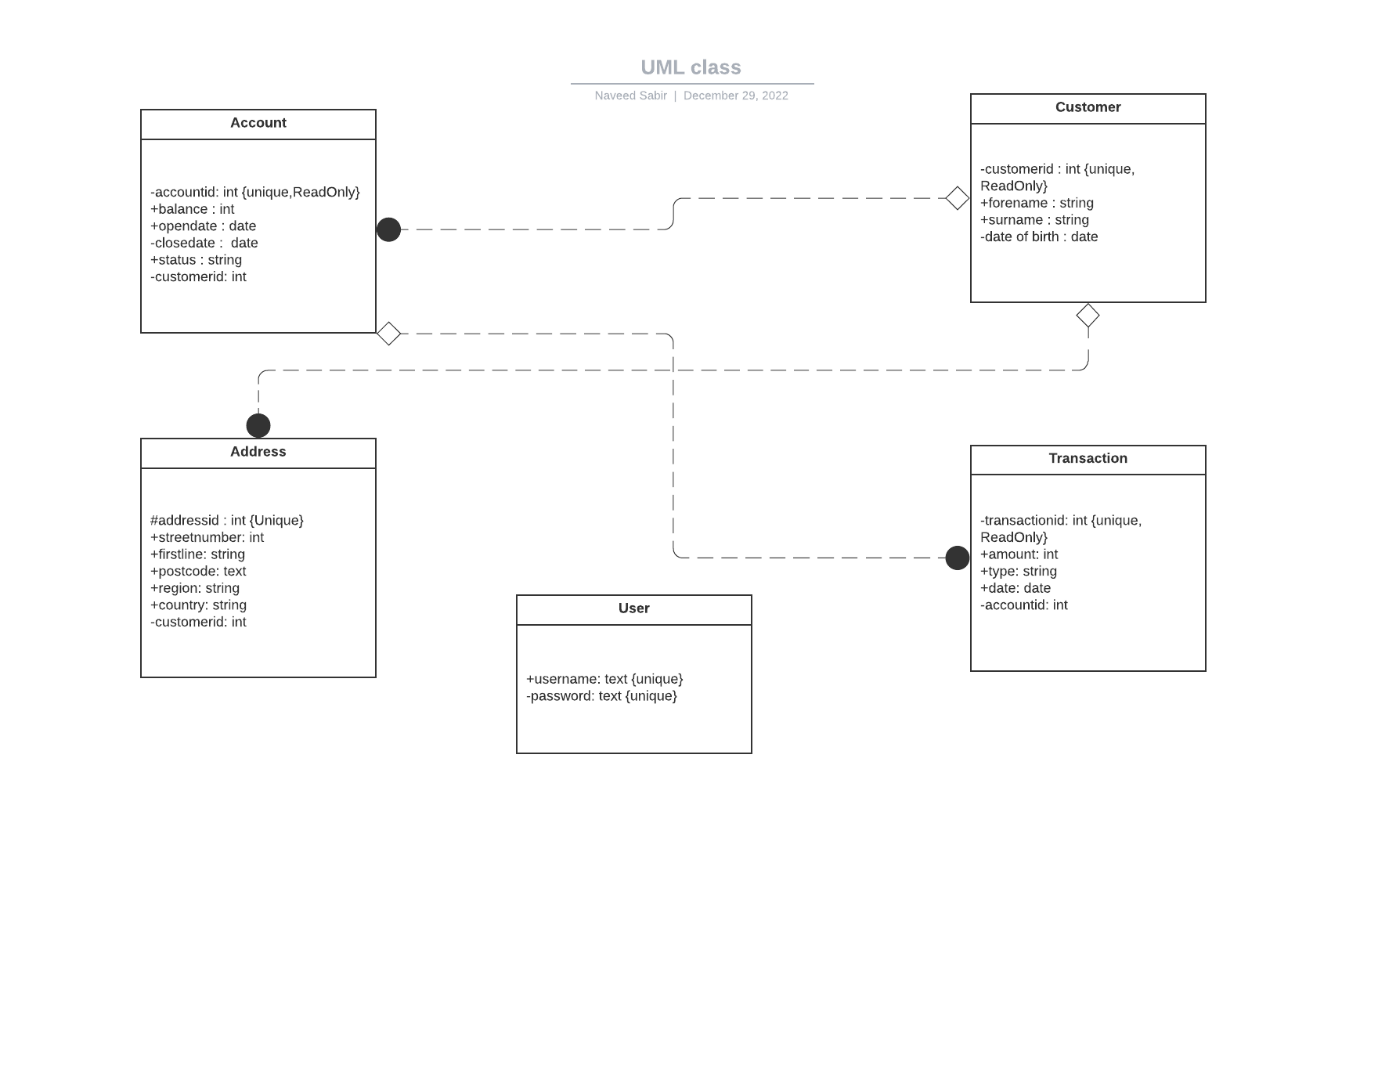 UML class
Naveed Sabir | December 29, 2022
Account
-accountid: int {unique,ReadOnly}
+balance : int
+opendate : date
-closedate :  date
+status : string
-customerid: int
Customer
-customerid : int {unique,
ReadOnly}
+forename : string
+surname : string
-date of birth : date
Address
#addressid : int {Unique}
+streetnumber: int
+firstline: string
+postcode: text
+region: string
+country: string
-customerid: int
Transaction
-transactionid: int {unique,
ReadOnly}
+amount: int
+type: string
+date: date
-accountid: int
User
+username: text {unique}
-password: text {unique}